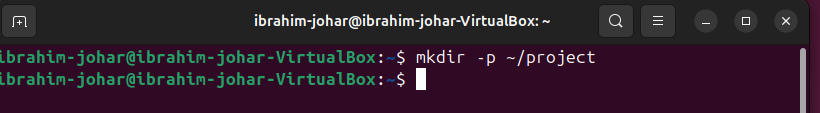 ibrahim-johar@ibrahim-johar-VirtualBox: ~
ibrahim-johar@ibrahim-johar-VirtualBox:~$ mkdir -p ~/project
ibrahim-johar@ibrahim-johar-VirtualBox:~$